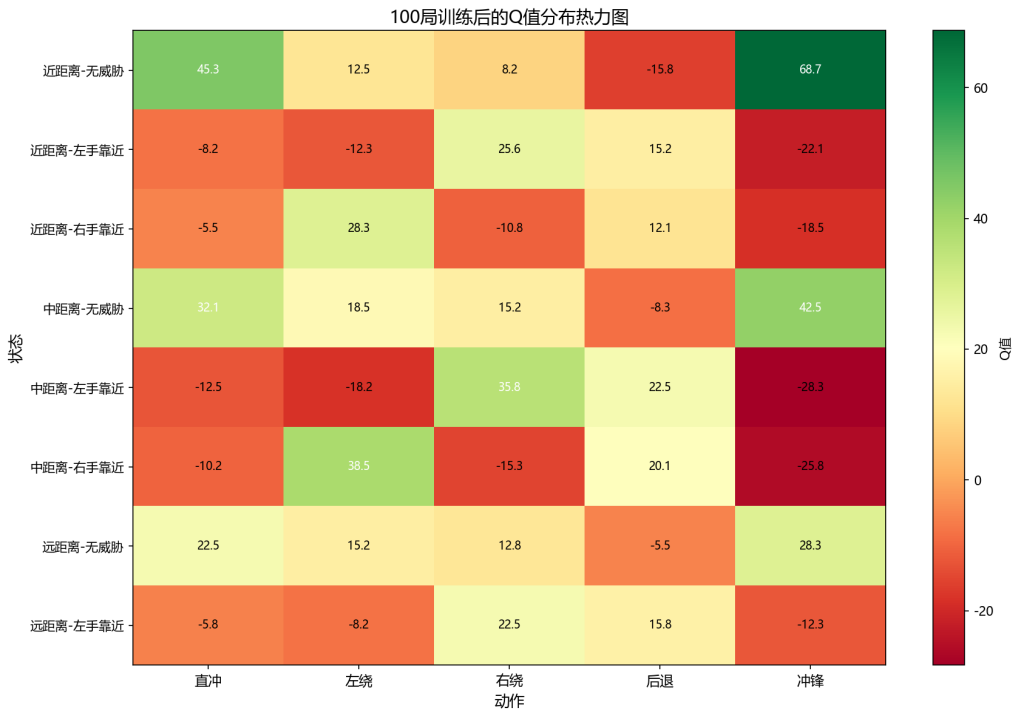 100局训练后的Q值分布热力图
近距离-无威胁 45.3 12.5 8.2 -15.8 68.7
近距离-左手靠近 -8.2 -12.3 25.6 15.2 -22.1
近距离-右手靠近 -5.5 28.3 -10.8 12.1 -18.5
中距离-无威胁 32.1 18.5 15.2 -8.3 42.5
中距离-左手靠近 -12.5 -18.2 35.8 22.5 -28.3
中距离-右手靠近 -10.2 38.5 -15.3 20.1 -25.8
远距离-无威胁 22.5 15.2 12.8 -5.5 28.3
远距离-左手靠近 -5.8 -8.2 22.5 15.8 -12.3
状态
直冲 左绕 右绕 后退 冲锋
动作
60
40
20
0
-20
Q值